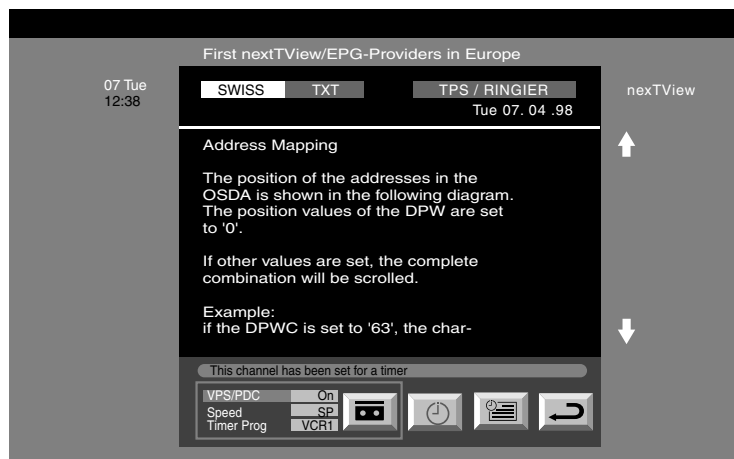 First nextTView/EPG-Providers in Europe
07 Tue
12:38
SWISS TXT TPS / RINGIER
nexTView
Tue 07. 04 .98
Address Mapping
The position of the addresses in the
OSDA is shown in the following diagram.
The position values of the DPW are set
to '0'.
If other values are set, the complete
combination will be scrolled.
Example:
if the DPWC is set to '63', the char-
This channel has been set for a timer
VPS/PDC On
Speed SP
Timer Prog VCR1